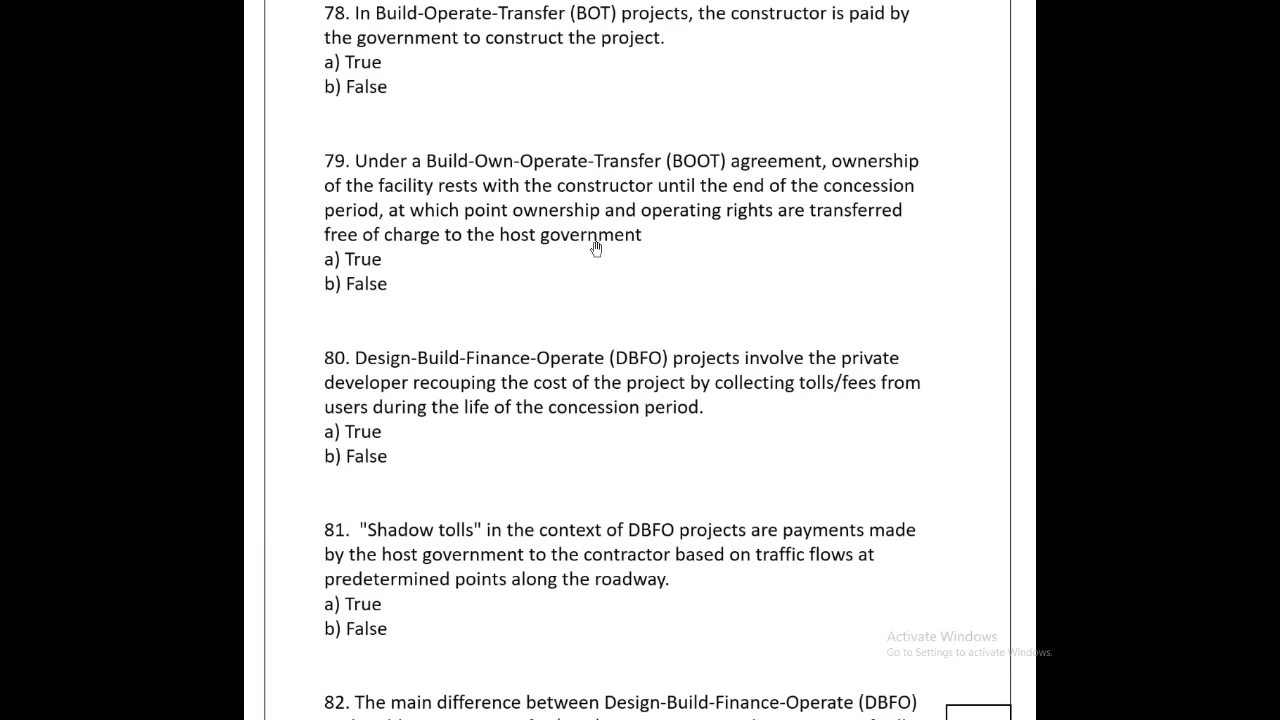 78. In Build-Operate-Transfer (BOT) projects, the constructor is paid by
the government to construct the project.
a) True
b) False
79. Under a Build-Own-Operate-Transfer (BOOT) agreement, ownership
of the facility rests with the constructor until the end of the concession
period, at which point ownership and operating rights are transferred
free of charge to the host government
a) True
b) False
80. Design-Build-Finance-Operate (DBFO) projects involve the private
developer recouping the cost of the project by collecting tolls/fees from
users during the life of the concession period.
a) True
b) False
81.  "Shadow tolls" in the context of DBFO projects are payments made
by the host government to the contractor based on traffic flows at
predetermined points along the roadway.
a) True
b) False
Activate Windows
Go to Settings to activate Windows.
82. The main difference between Design-Build-Finance-Operate (DBFO)